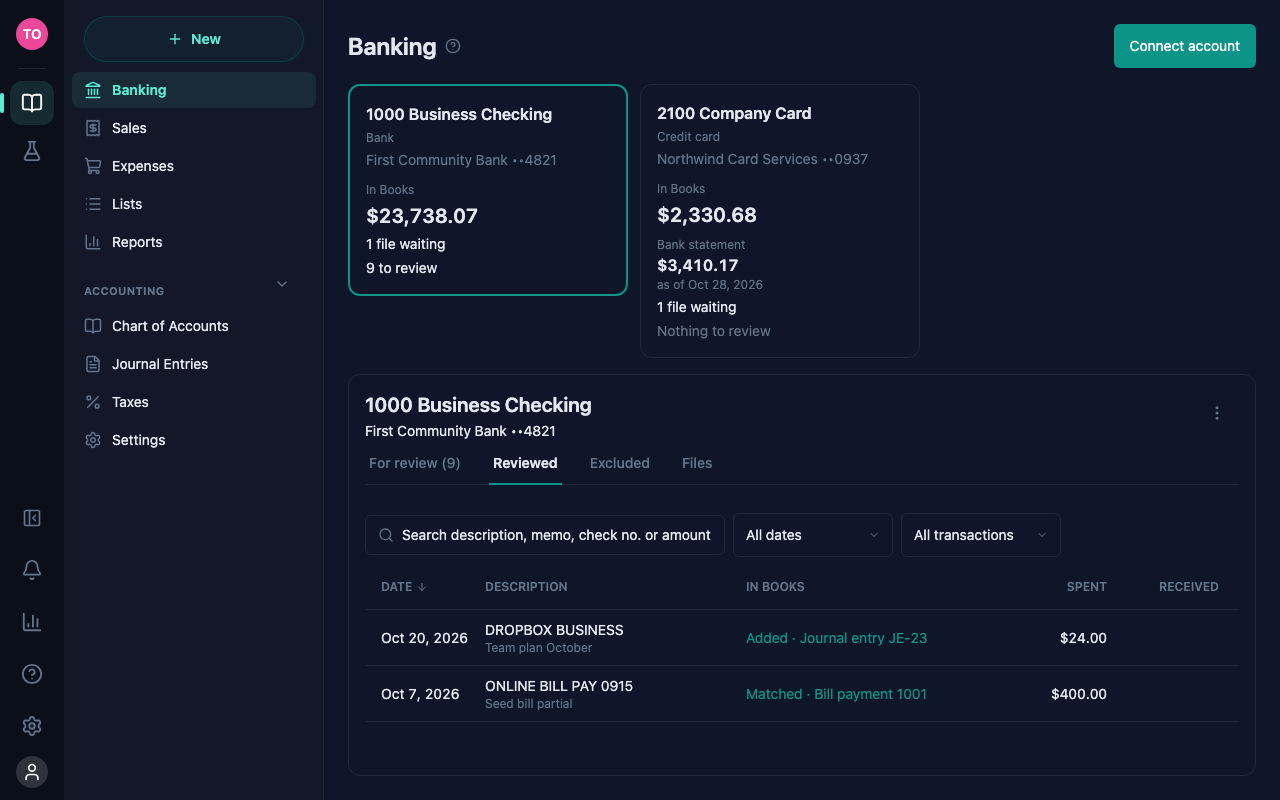 TO
+ New
Banking
Sales
Expenses
Lists
Reports
ACCOUNTING
Chart of Accounts
Journal Entries
Taxes
Settings
Banking
Connect account
1000 Business Checking
Bank
First Community Bank ••4821
In Books
$23,738.07
1 file waiting
9 to review
2100 Company Card
Credit card
Northwind Card Services ••0937
In Books
$2,330.68
Bank statement
$3,410.17
as of Oct 28, 2026
1 file waiting
Nothing to review
1000 Business Checking
First Community Bank ••4821
For review (9) Reviewed Excluded Files
Search description, memo, check no. or amount All dates All transactions
DATE ↓ DESCRIPTION IN BOOKS SPENT RECEIVED
Oct 20, 2026 DROPBOX BUSINESS Added · Journal entry JE-23 $24.00
Team plan October
Oct 7, 2026 ONLINE BILL PAY 0915 Matched · Bill payment 1001 $400.00
Seed bill partial